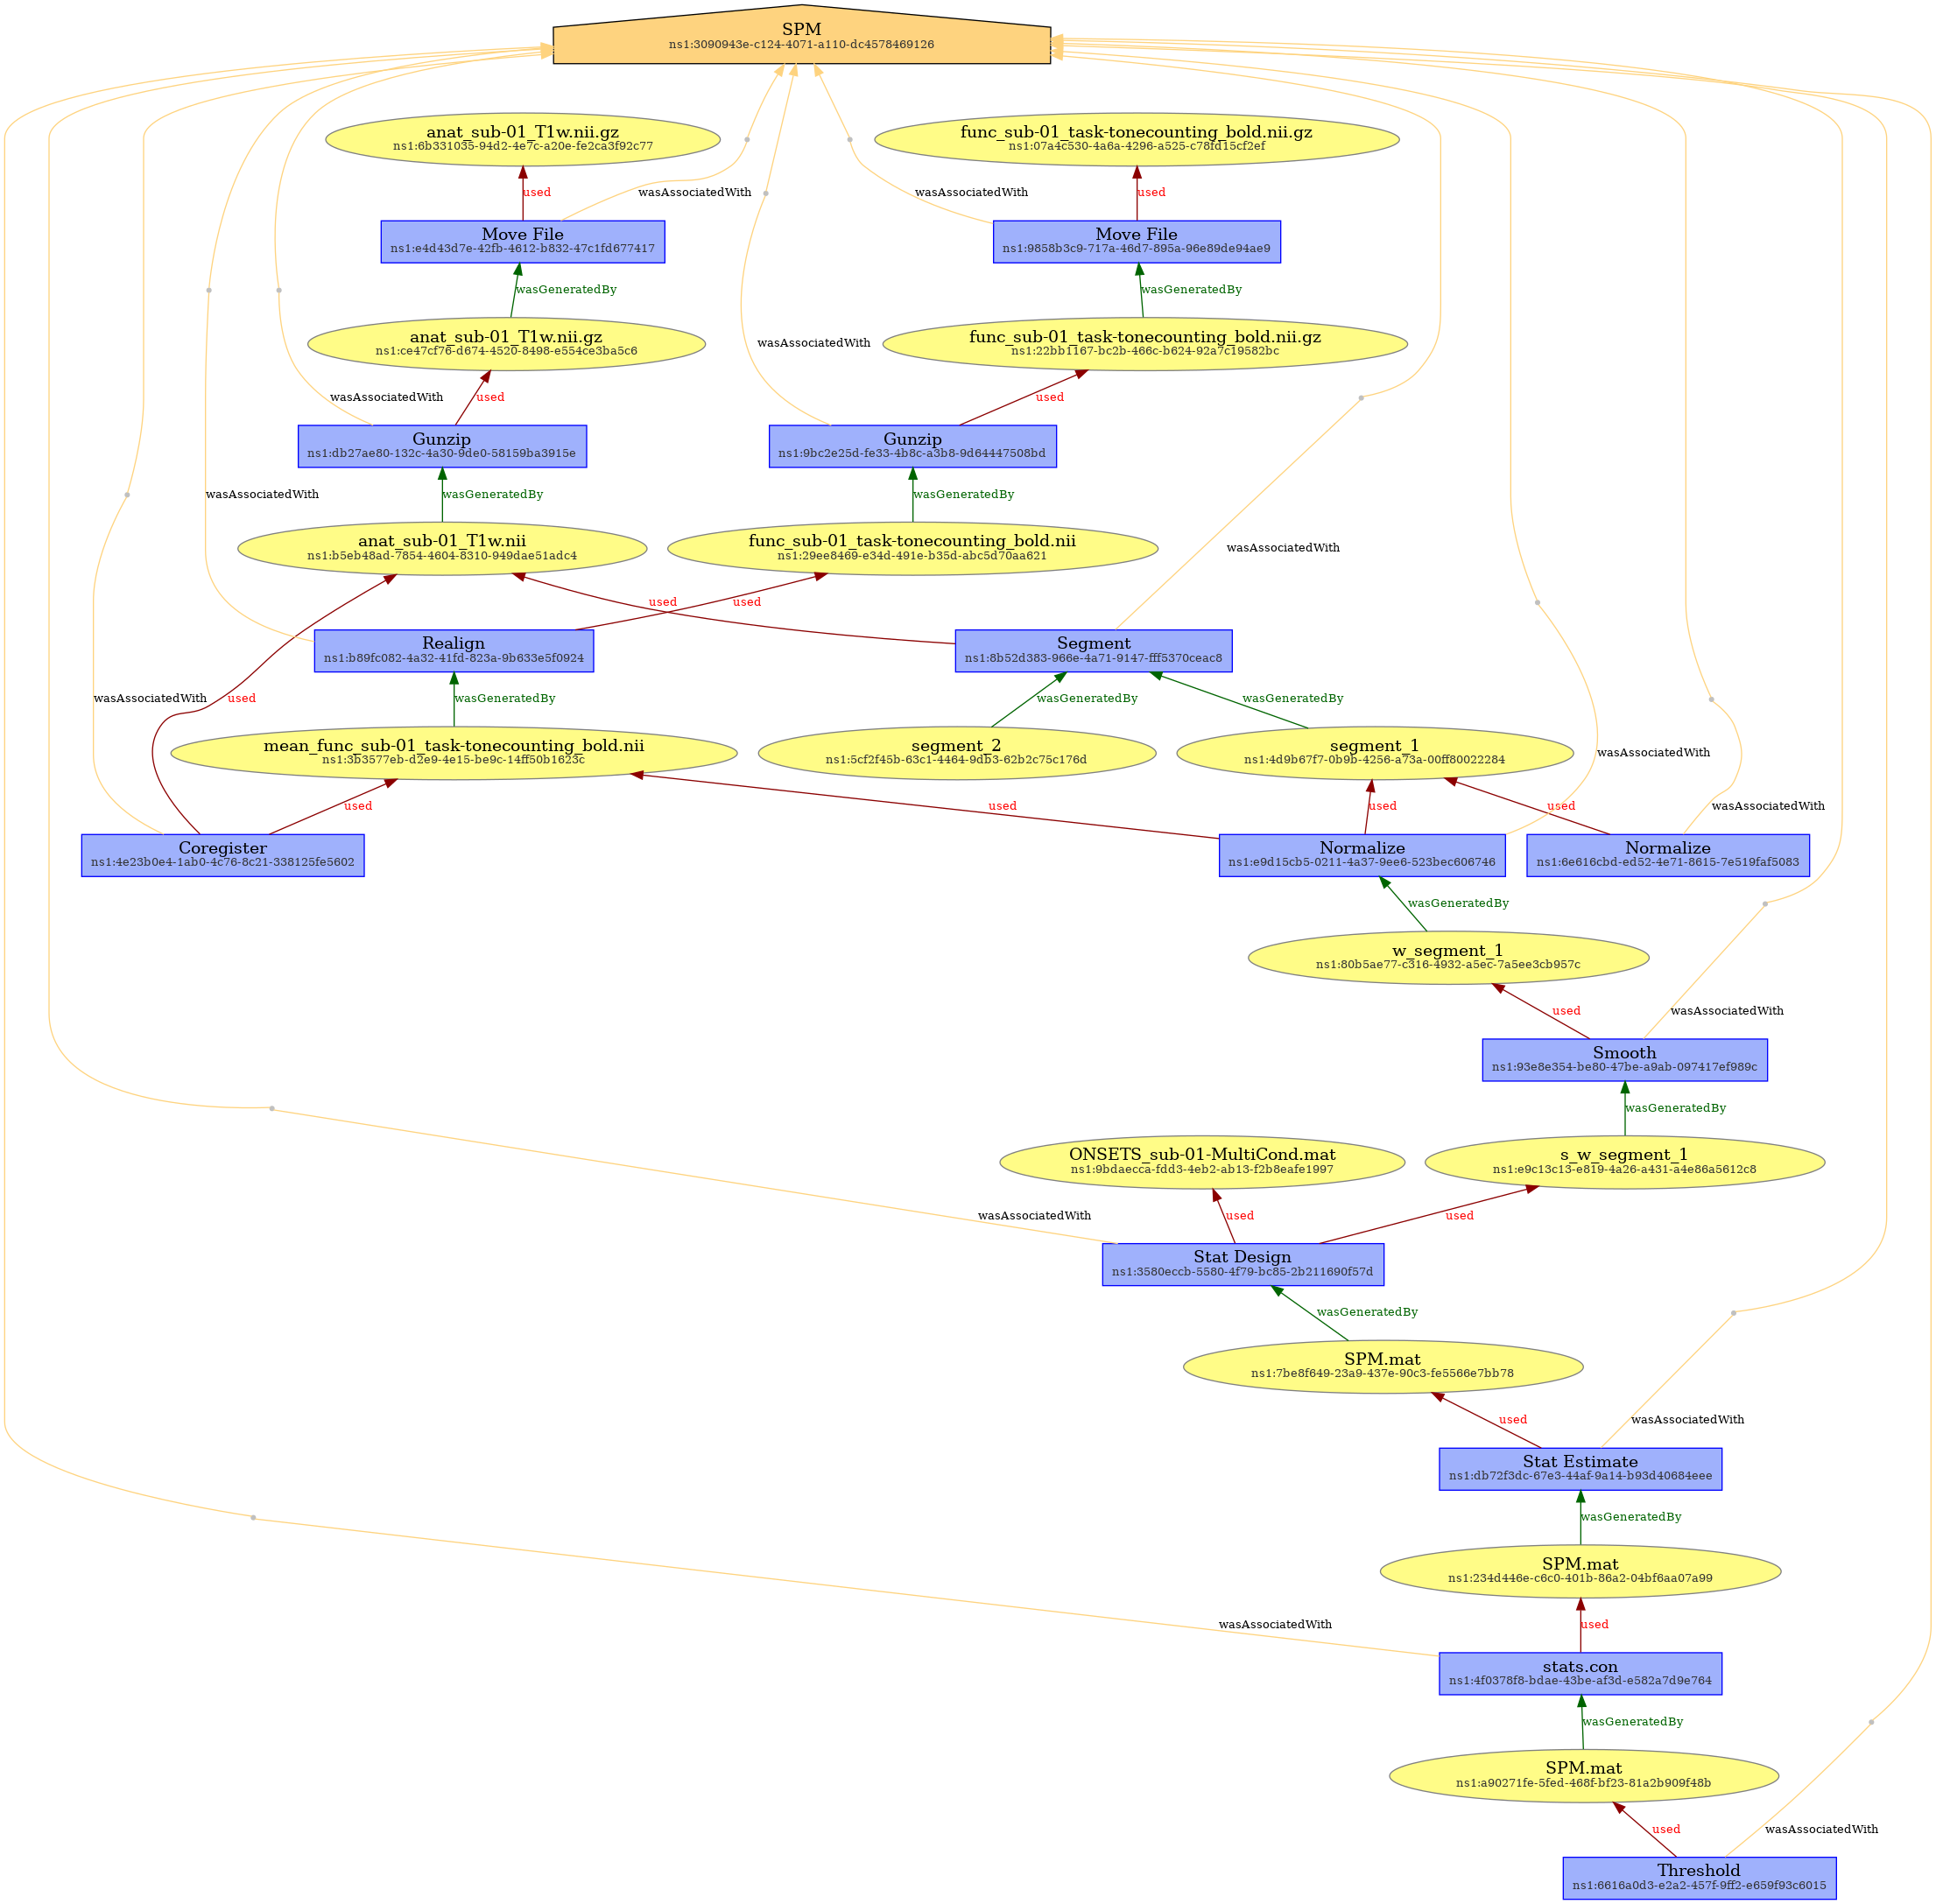 SPM
ns1:3090943e-c124-4071-a110-dc4578469126
anat_sub-01_T1w.nii.gz
ns1:6b331035-94d2-4e7c-a20e-fe2ca3f92c77
func_sub-01_task-tonecounting_bold.nii.gz
ns1:07a4c530-4a6a-4296-a525-c78fd15cf2ef
used
wasAssociatedWith
wasAssociatedWith
used
Move File
ns1:e4d43d7e-42fb-4612-b832-47c1fd677417
Move File
ns1:9858b3c9-717a-46d7-895a-96e89de94ae9
wasGeneratedBy
wasGeneratedBy
anat_sub-01_T1w.nii.gz
ns1:ce47cf76-d674-4520-8498-e554ce3ba5c6
wasAssociatedWith
func_sub-01_task-tonecounting_bold.nii.gz
ns1:22bb1167-bc2b-466c-b624-92a7c19582bc
wasAssociatedWith
used
used
Gunzip
ns1:db27ae80-132c-4a30-9de0-58159ba3915e
Gunzip
ns1:9bc2e25d-fe33-4b8c-a3b8-9d64447508bd
wasAssociatedWith
wasGeneratedBy
wasGeneratedBy
anat_sub-01_T1w.nii
ns1:b5eb48ad-7854-4604-8310-949dae51adc4
func_sub-01_task-tonecounting_bold.nii
ns1:29ee8469-e34d-491e-b35d-abc5d70aa621
wasAssociatedWith
used
used
Realign
ns1:b89fc082-4a32-41fd-823a-9b633e5f0924
Segment
ns1:8b52d383-966e-4a71-9147-fff5370ceac8
wasAssociatedWith
used
wasGeneratedBy
wasGeneratedBy
wasGeneratedBy
mean_func_sub-01_task-tonecounting_bold.nii
ns1:3b3577eb-d2e9-4e15-be9c-14ff50b1623c
segment_2
ns1:5cf2f45b-63c1-4464-9db3-62b2c75c176d
segment_1
ns1:4d9b67f7-0b9b-4256-a73a-00ff80022284
wasAssociatedWith
used
used
used
used
wasAssociatedWith
Coregister
ns1:4e23b0e4-1ab0-4c76-8c21-338125fe5602
Normalize
ns1:e9d15cb5-0211-4a37-9ee6-523bec606746
Normalize
ns1:6e616cbd-ed52-4e71-8615-7e519faf5083
wasGeneratedBy
w_segment_1
ns1:80b5ae77-c316-4932-a5ec-7a5ee3cb957c
used
wasAssociatedWith
Smooth
ns1:93e8e354-be80-47be-a9ab-097417ef989c
wasGeneratedBy
ONSETS_sub-01-MultiCond.mat
ns1:9bdaecca-fdd3-4eb2-ab13-f2b8eafe1997
s_w_segment_1
ns1:e9c13c13-e819-4a26-a431-a4e86a5612c8
wasAssociatedWith
used
used
Stat Design
ns1:3580eccb-5580-4f79-bc85-2b211690f57d
wasGeneratedBy
SPM.mat
ns1:7be8f649-23a9-437e-90c3-fe5566e7bb78
used
wasAssociatedWith
Stat Estimate
ns1:db72f3dc-67e3-44af-9a14-b93d40684eee
wasGeneratedBy
SPM.mat
ns1:234d446e-c6c0-401b-86a2-04bf6aa07a99
wasAssociatedWith
used
stats.con
ns1:4f0378f8-bdae-43be-af3d-e582a7d9e764
wasGeneratedBy
SPM.mat
ns1:a90271fe-5fed-468f-bf23-81a2b909f48b
used
wasAssociatedWith
Threshold
ns1:6616a0d3-e2a2-457f-9ff2-e659f93c6015